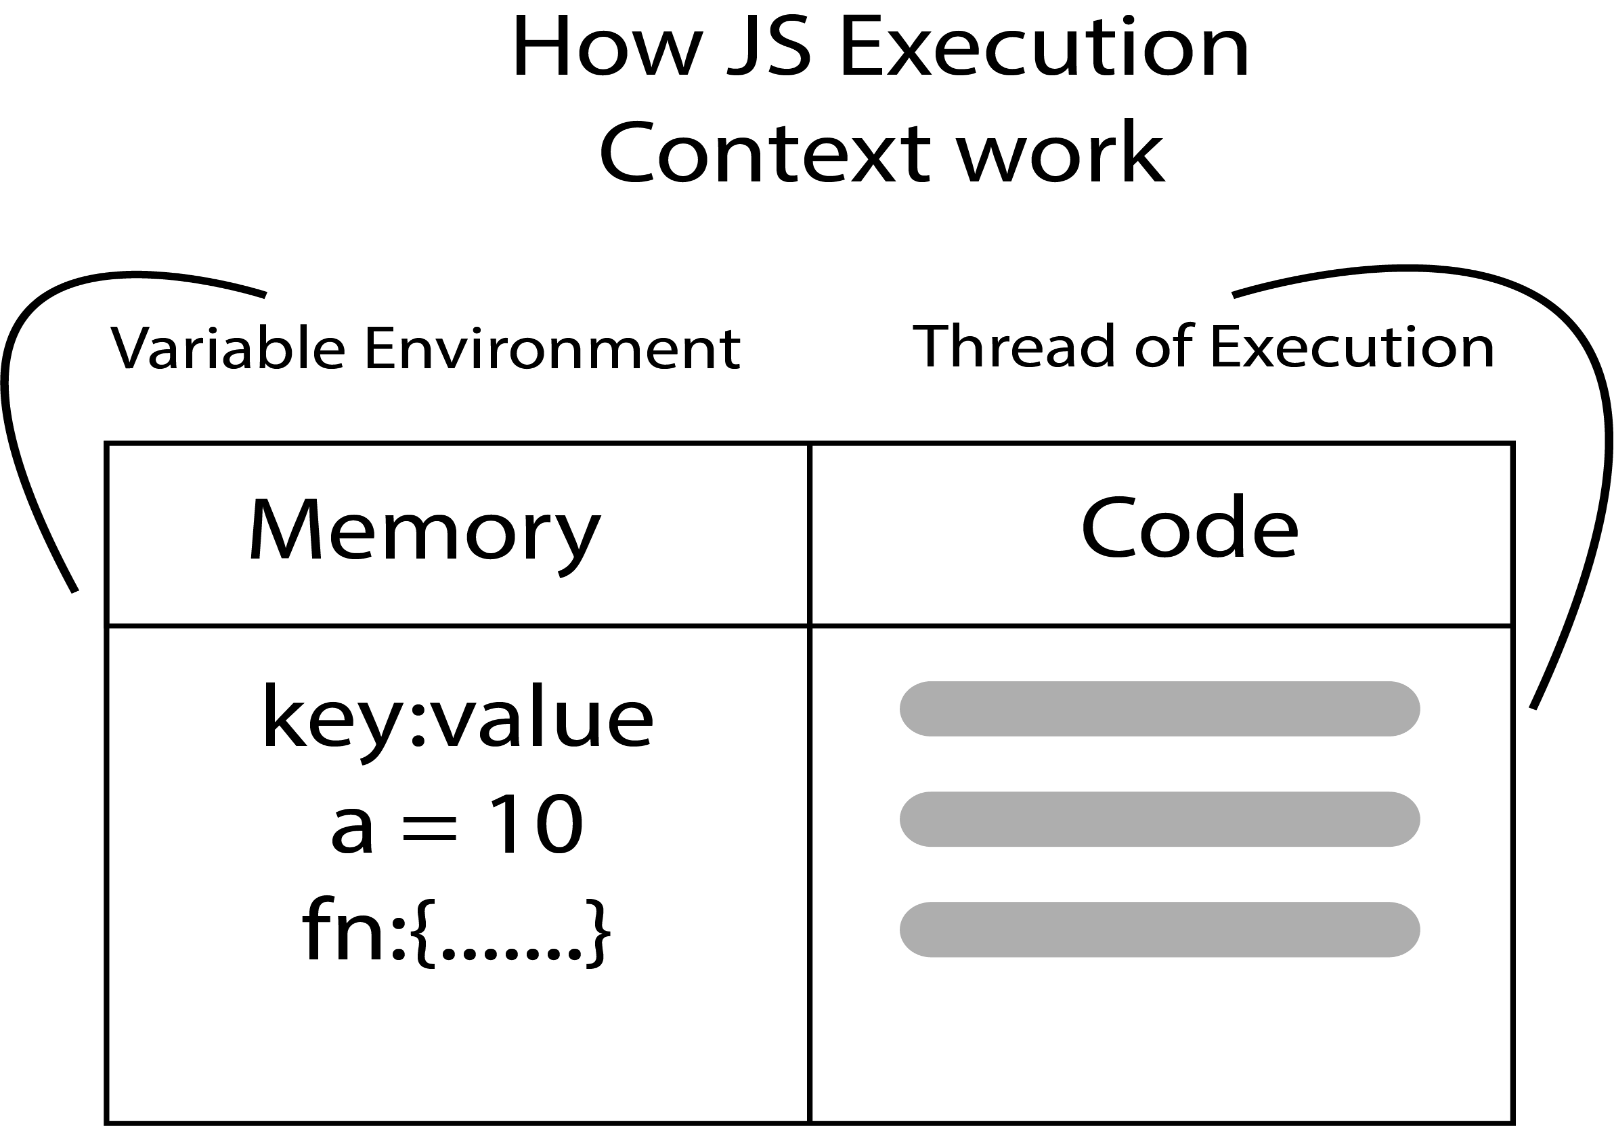 How JS Execution
Context work
Variable Environment
Thread of Execution
Memory
Code
key:value
a = 10
fn:{.......}